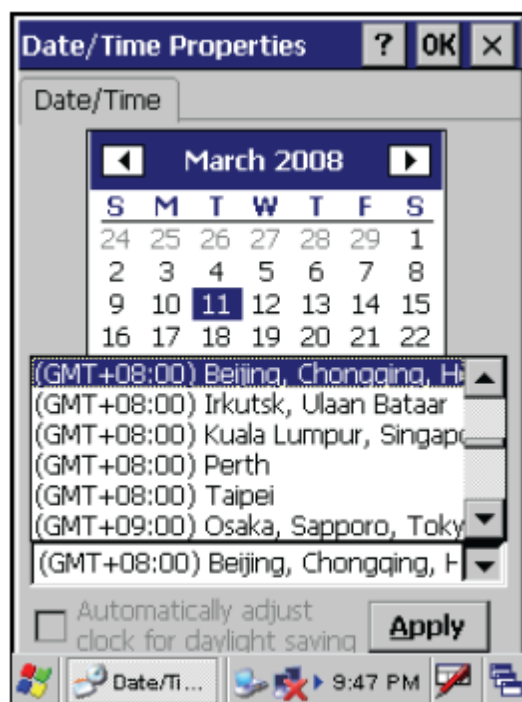 Date/Time Properties ? OK ×
Date/Time
March 2008
S M T W T F S
24 25 26 27 28 29 1
2 3 4 5 6 7 8
9 10 11 12 13 14 15
16 17 18 19 20 21 22
(GMT+08:00) Beijing, Chongqing, H
(GMT+08:00) Irkutsk, Ulaan Bataar
(GMT+08:00) Kuala Lumpur, Singap
(GMT+08:00) Perth
(GMT+08:00) Taipei
(GMT+09:00) Osaka, Sapporo, Toky
(GMT+08:00) Beijing, Chongqing, H
Automatically adjust
clock for daylight saving
Apply
Date/Ti... 9:47 PM